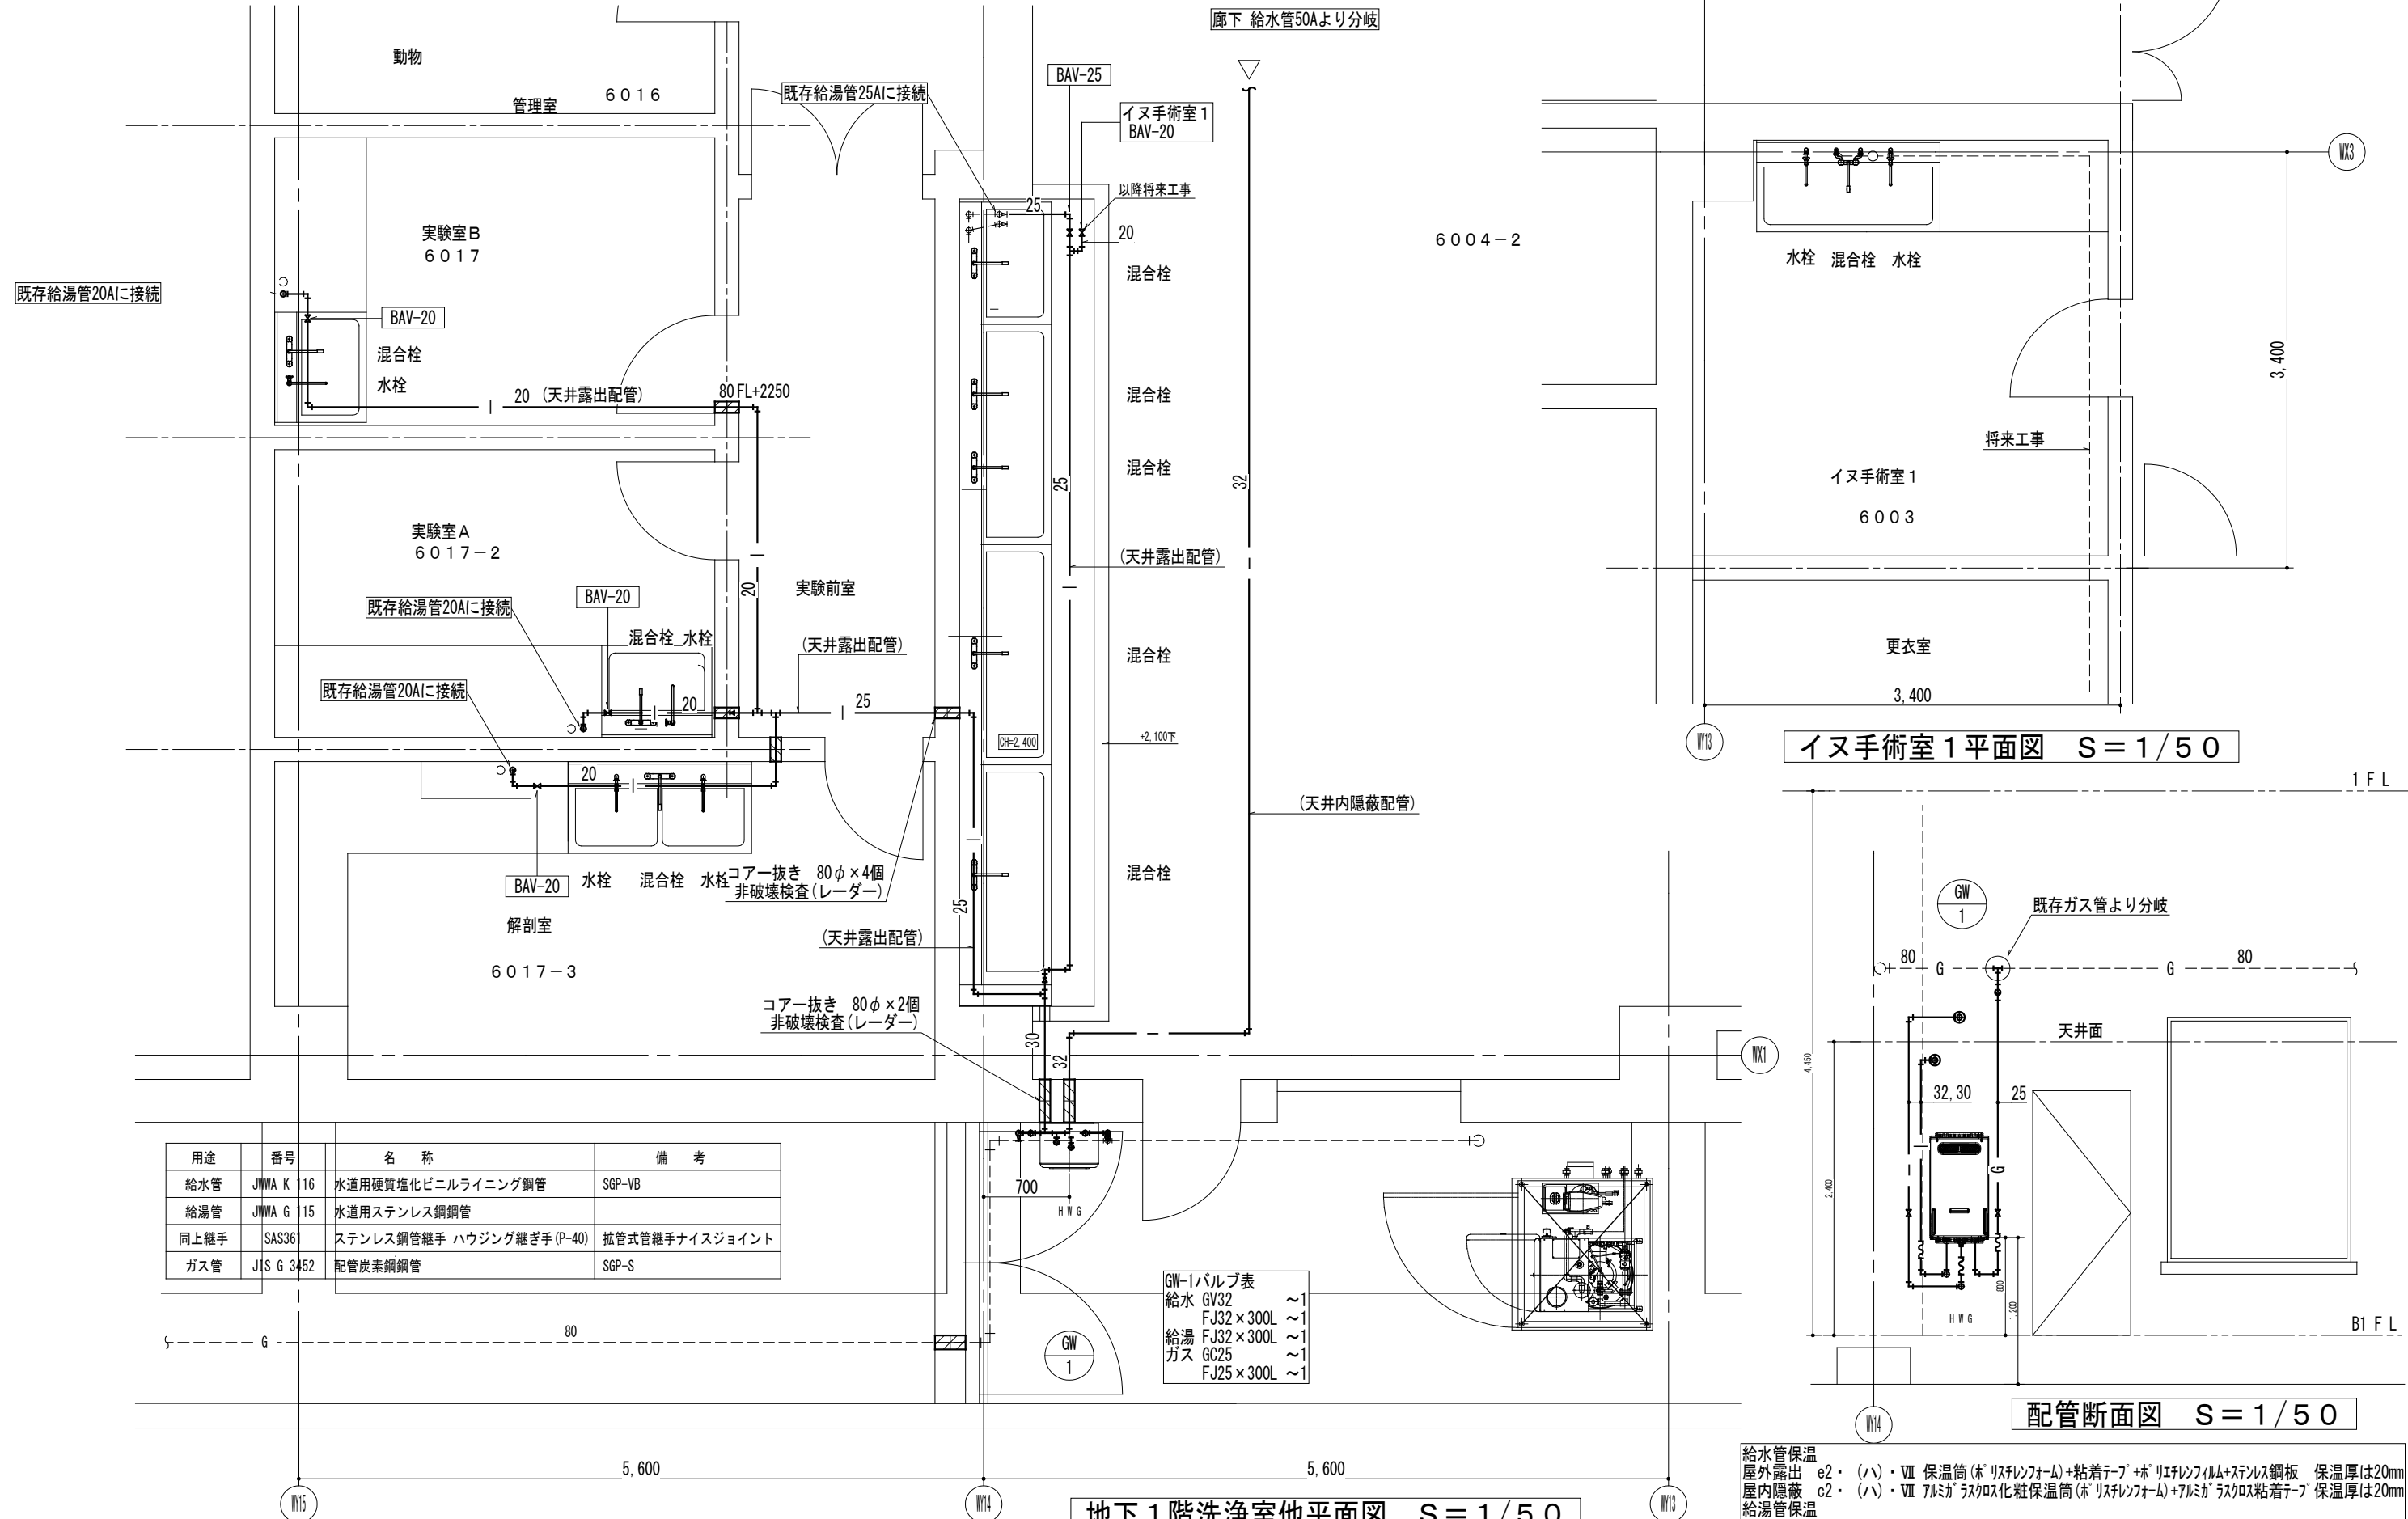 廊下 給水管50Aより分岐
動物
管理室
6016
既存給湯管25Aに接続
BAV-25
イヌ手術室1
BAV-20
以降将来工事
25
20
混合栓
実験室B
6017
既存給湯管20Aに接続
BAV-20
混合栓
水栓
20 (天井露出配管)
80
FL+2250
混合栓
混合栓
25
32
実験室A
6017-2
(天井露出配管)
20
実験前室
既存給湯管20Aに接続
BAV-20
混合栓
水栓
(天井露出配管)
混合栓
既存給湯管20Aに接続
20
25
CH=2,400
+2,100下
20
(天井内隠蔽配管)
BAV-20
水栓
混合栓
水栓
コアー抜き 80φ×4個
非破壊検査(レーダー)
混合栓
25
解剖室
6017-3
(天井露出配管)
コアー抜き 80φ×2個
非破壊検査(レーダー)
30
32
WX1
6004-2
水栓 混合栓 水栓
WX3
3,400
将来工事
イヌ手術室1
6003
更衣室
3,400
WY13
イヌ手術室1平面図 S=1/50
1FL
GW
1
既存ガス管より分岐
80
G
G
80
天井面
4,450
2,400
32,30
25
G
800
1,200
H W G
B1FL
WY14
配管断面図 S=1/50
用途 番号 名 称 備 考
給水管 JWWA K 116 水道用硬質塩化ビニルライニング鋼管 SGP-VB
給湯管 JWWA G 115 水道用ステンレス鋼鋼管
同上継手 SAS361 ステンレス鋼管継手 ハウジング継ぎ手(P-40) 拡管式管継手ナイスジョイント
ガス管 JIS G 3452 配管炭素鋼鋼管 SGP-S
700
H W G
GW-1バルブ表
給水 GV32 ～1
FJ32×300L ～1
給湯 FJ32×300L ～1
ガス GC25 ～1
FJ25×300L ～1
G
80
GW
1
5,600
5,600
WY15
WY14
WY13
地下1階洗浄室他平面図 S=1/50
給水管保温
屋外露出 e2・(ハ)・Ⅶ 保温筒(ポリスチレンフォーム)+粘着テープ+ポリエチレンフィルム+ステンレス鋼板 保温厚は20mm
屋内隠蔽 c2・(ハ)・Ⅶ アルミガラスクロス化粧保温筒(ポリスチレンフォーム)+アルミガラスクロス粘着テープ 保温厚は20mm
給湯管保温